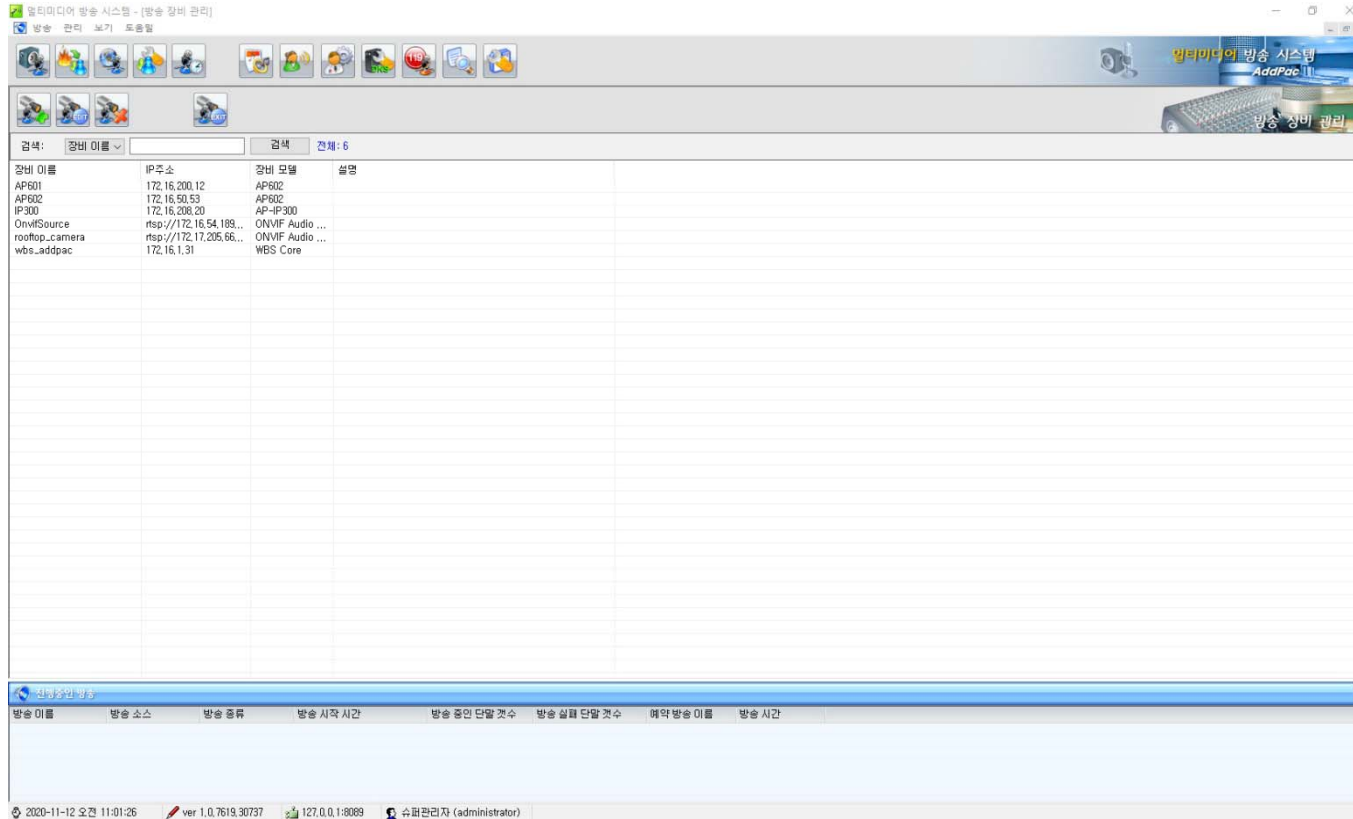 멀티미디어 방송 시스템 - [방송 장비 관리]
방송 관리 보기 도움말
119
멀티미디어 방송 시스템
AddPac
EDIT EXIT
방송 장비 관리
검색: 장비 이름 검색 전체: 6
장비 이름 IP주소 장비 모델 설명
AP601 172,16,200,12 AP602
AP602 172,16,50,53 AP602
IP300 172,16,208,20 AP-IP300
OnvifSource rtsp://172,16,54,189... ONVIF Audio ...
rooftop_camera rtsp://172,17,205,66... ONVIF Audio ...
wbs_addpac 172,16,1,31 WBS Core
진행중인 방송
방송 이름 방송 소스 방송 종류 방송 시작 시간 방송 중인 단말 갯수 방송 실패 단말 갯수 예약 방송 이름 방송 시간
2020-11-12 오전 11:01:26 ver 1,0,7619,30737 127,0,0,1:8089 슈퍼관리자 (administrator)